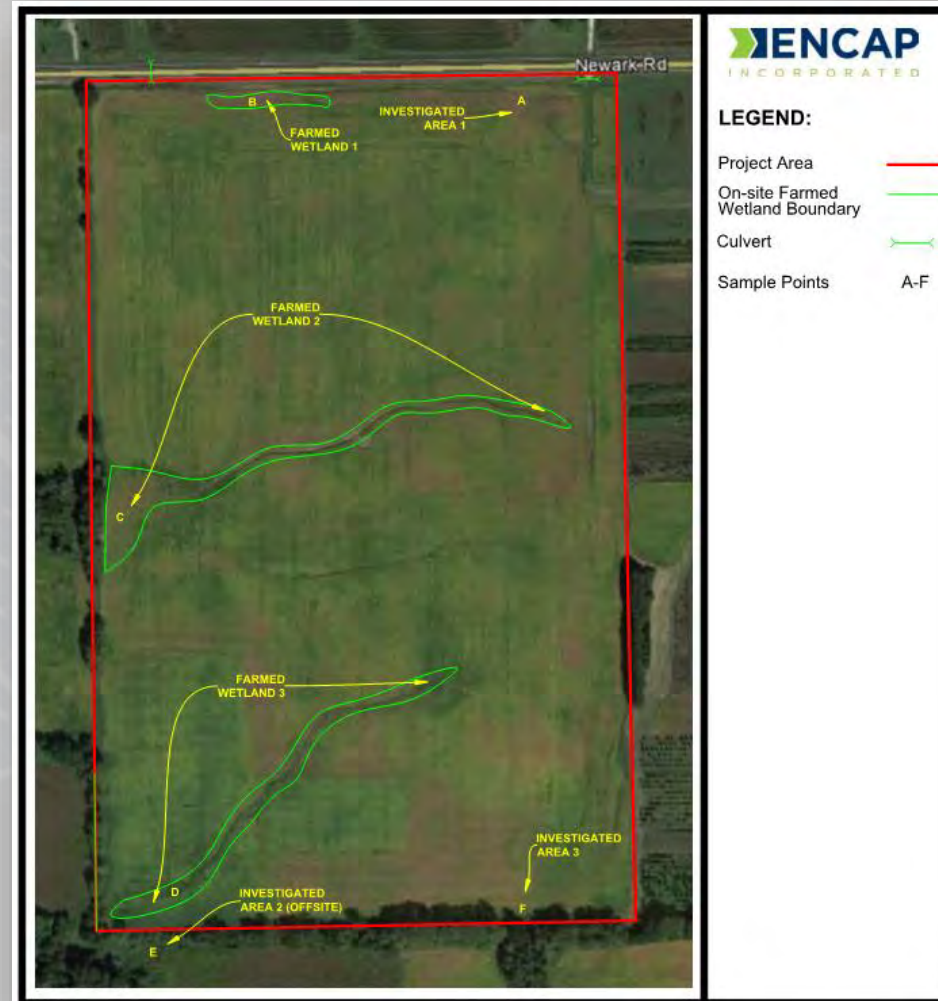 Newark Rd
B
A
INVESTIGATED
AREA 1
FARMED
WETLAND 1
FARMED
WETLAND 2
C
FARMED
WETLAND 3
INVESTIGATED
AREA 3
D
INVESTIGATED
AREA 2 (OFFSITE)
F
E
ENCAP
INCORPORATED
LEGEND:
Project Area
On-site Farmed
Wetland Boundary
Culvert
Sample Points A-F